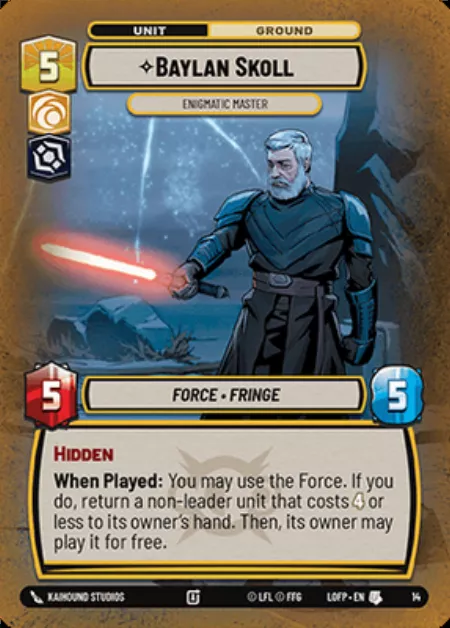 UNIT GROUND
5
✧BAYLAN SKOLL
ENIGMATIC MASTER
FORCE • FRINGE
5 5
HIDDEN
When Played: You may use the Force. If you
do, return a non-leader unit that costs 4 or
less to its owner's hand. Then, its owner may
play it for free.
KAIHOUND STUDIOS © LFL © FFG LOFP • EN 14